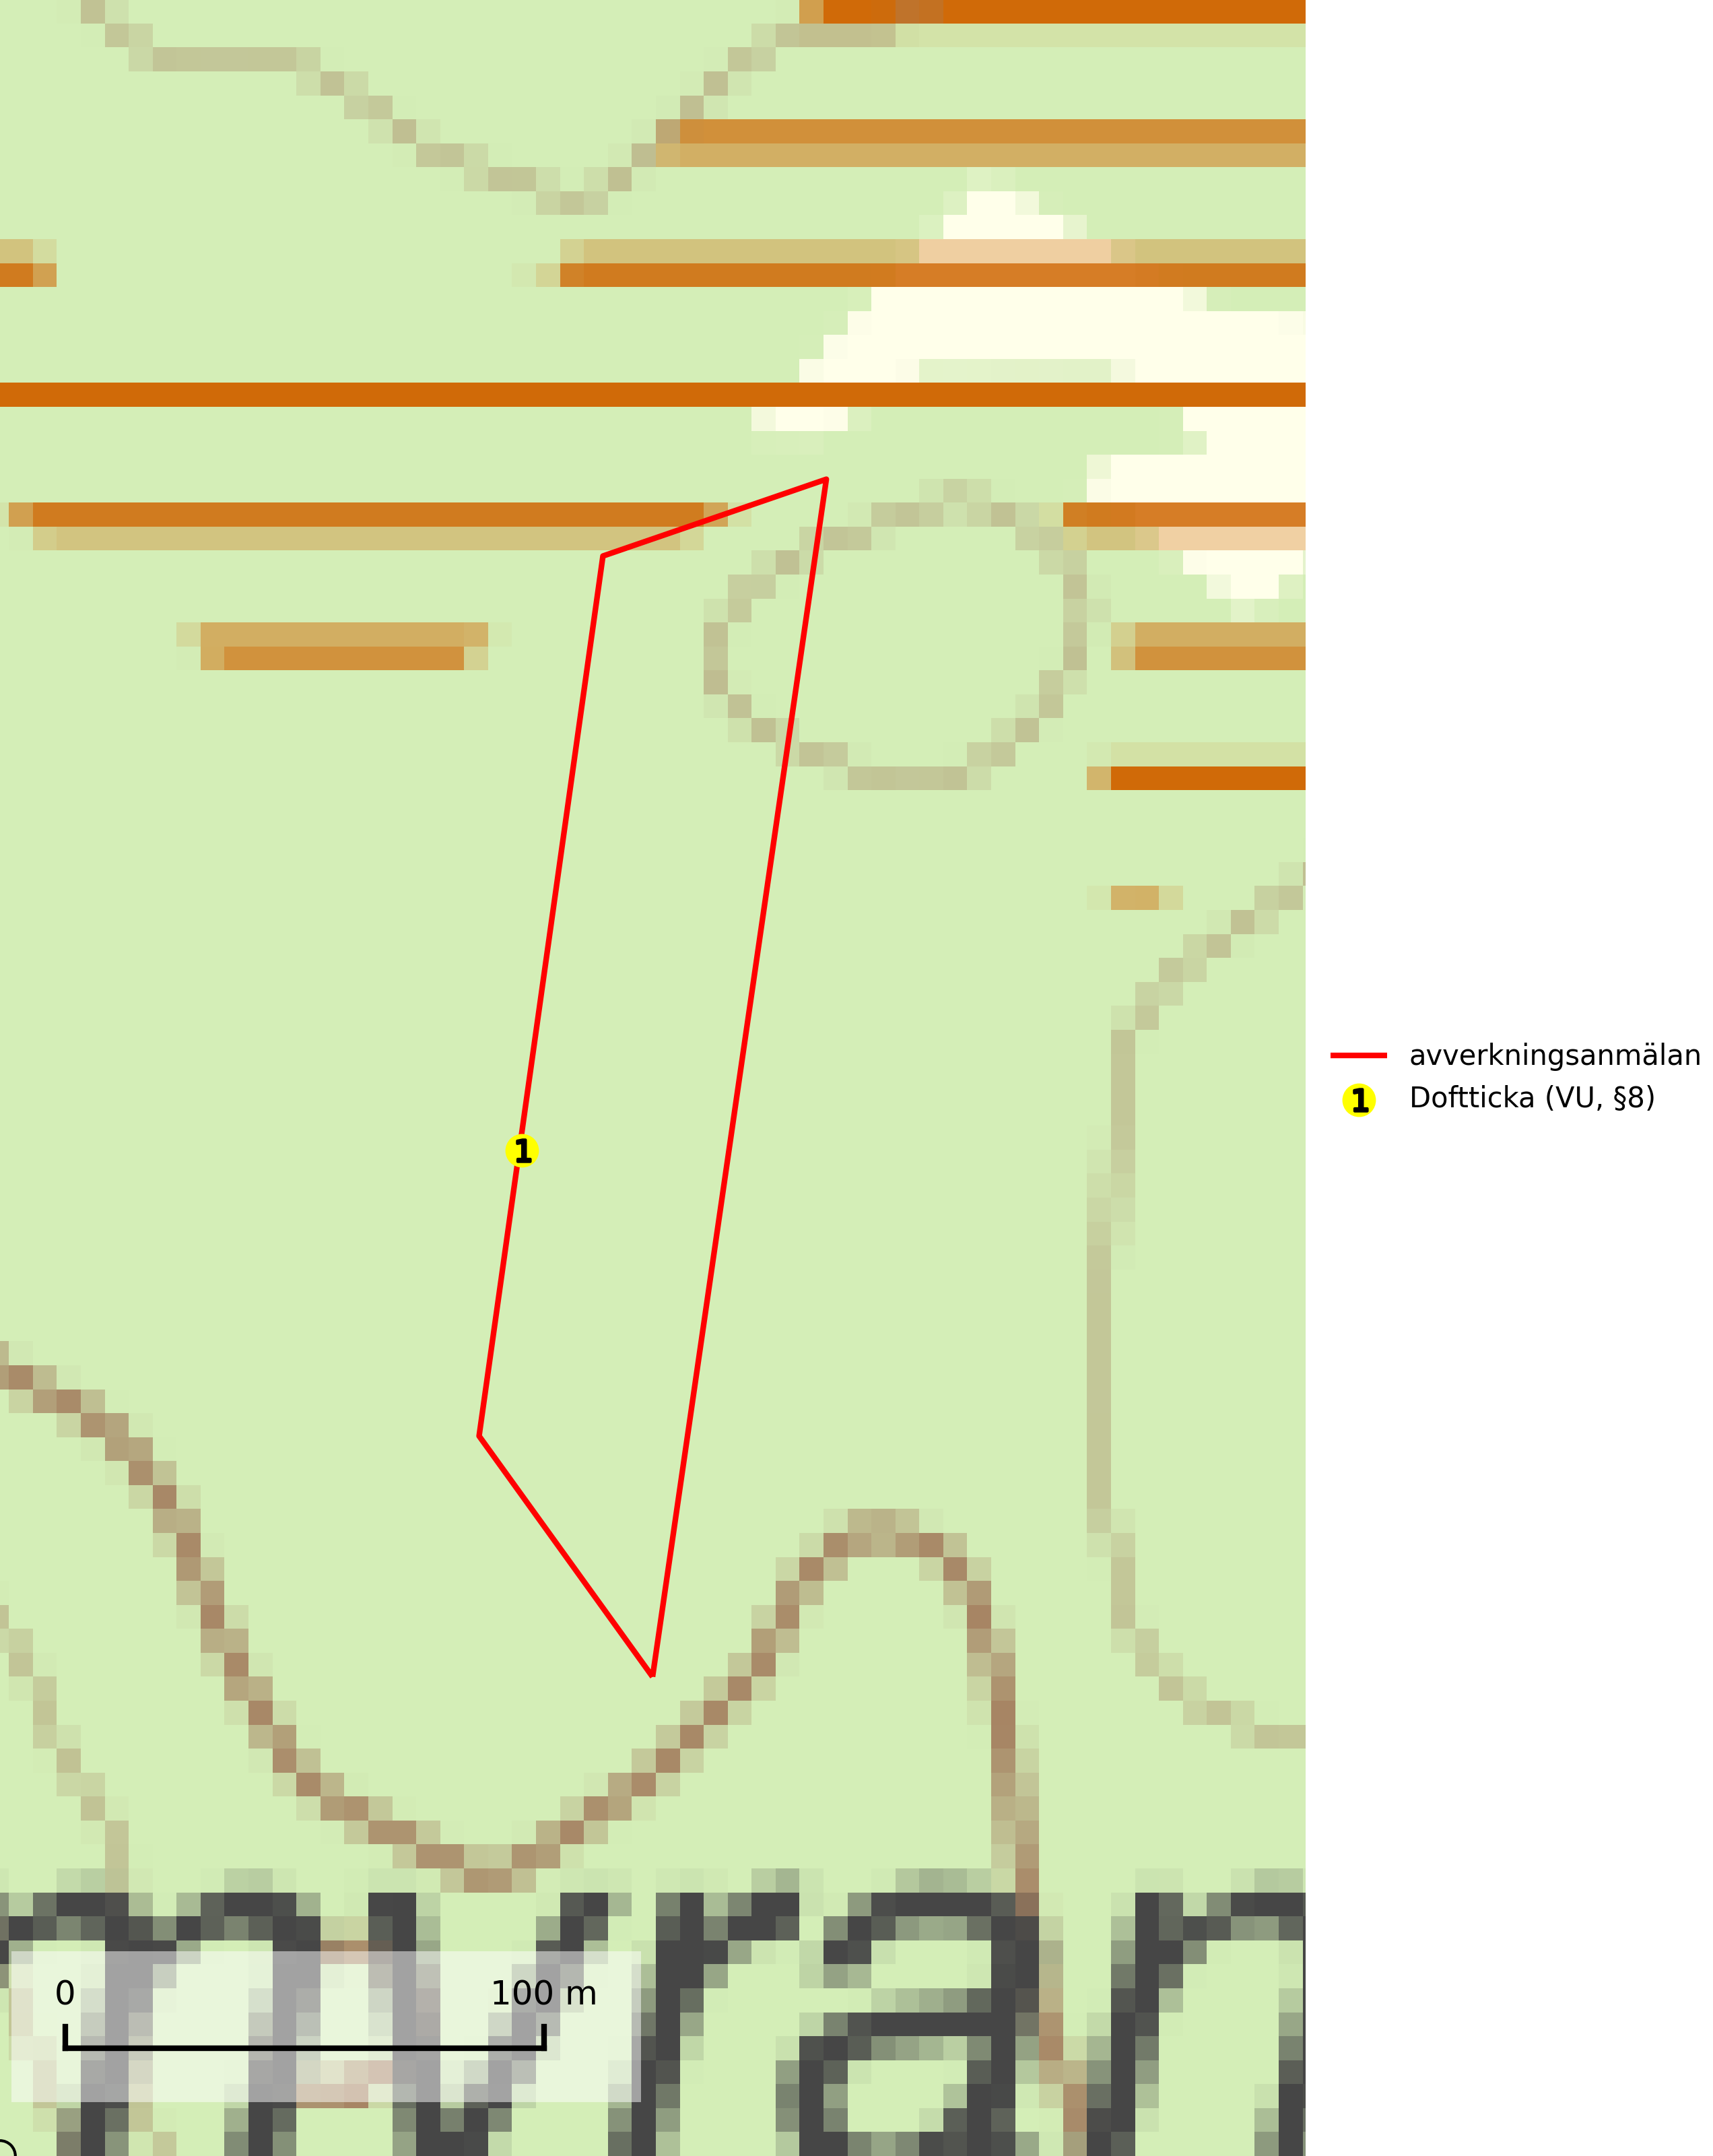 avverkningsanmälan
1 Doftticka (VU, §8)
1
0 100 m